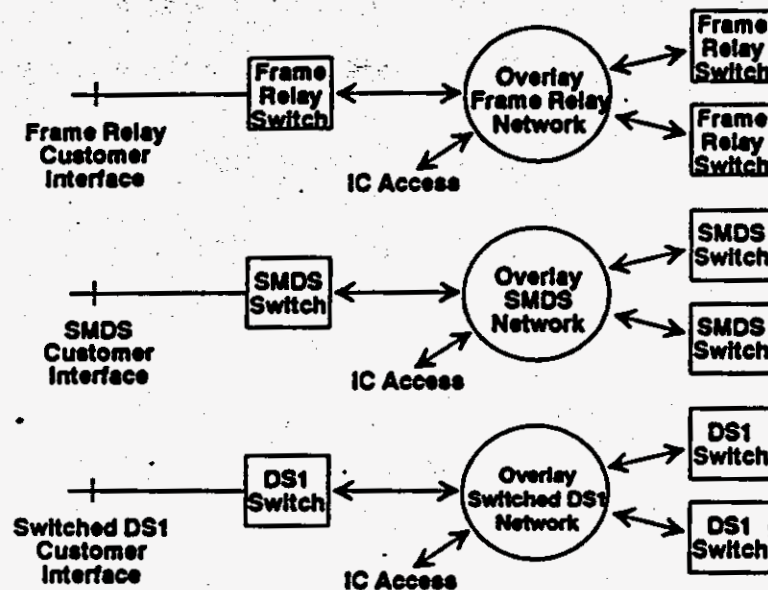 Frame Relay
Customer
Interface
Frame
Relay
Switch
Overlay
Frame Relay
Network
IC Access
Frame
Relay
Switch
Frame
Relay
Switch
SMDS
Customer
Interface
SMDS
Switch
Overlay
SMDS
Network
IC Access
SMDS
Switch
SMDS
Switch
Switched DS1
Customer
Interface
DS1
Switch
Overlay
Switched DS1
Network
IC Access
DS1
Switch
DS1
Switch